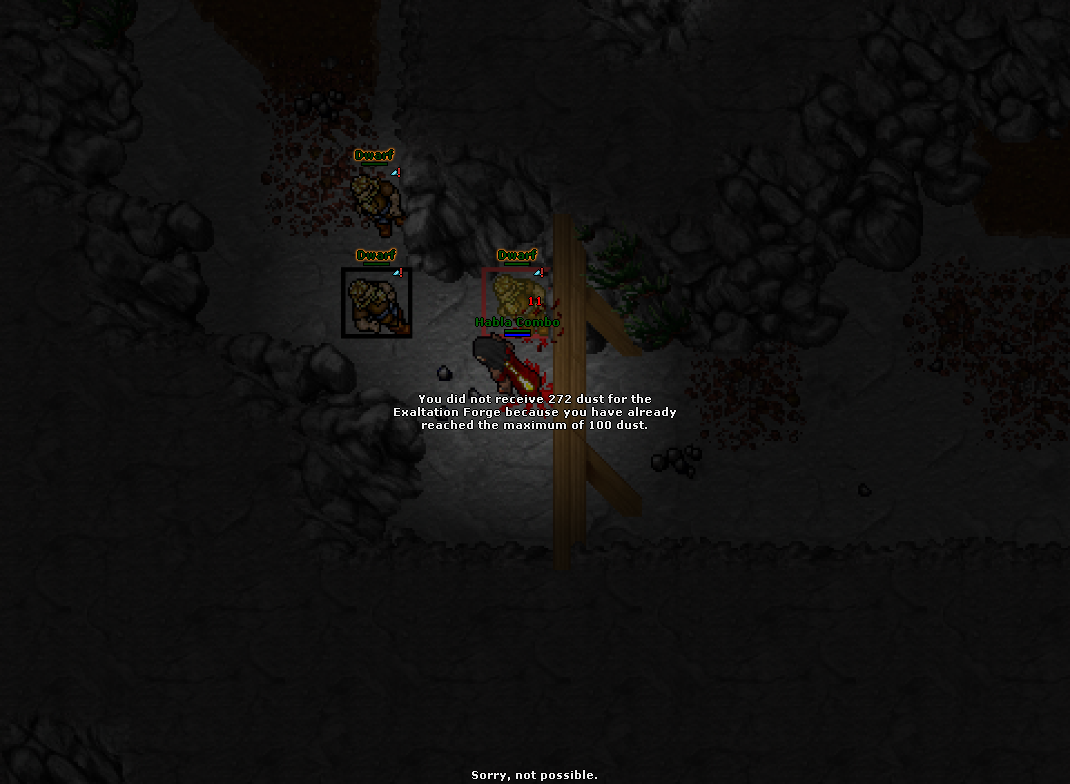 Dwarf
Dwarf
Dwarf
11
Habla Combo
You did not receive 272 dust for the
Exaltation Forge because you have already
reached the maximum of 100 dust.
Sorry, not possible.